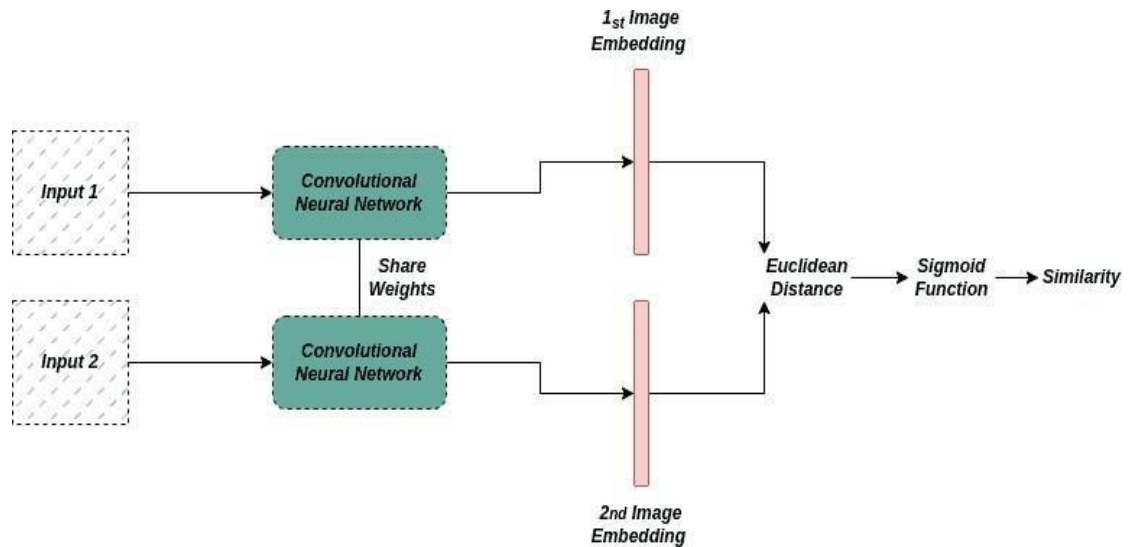 1st Image
Embedding
Input 1
Convolutional
Neural Network
Share
Weights
Euclidean
Distance
Sigmoid
Function
Similarity
Input 2
Convolutional
Neural Network
2nd Image
Embedding